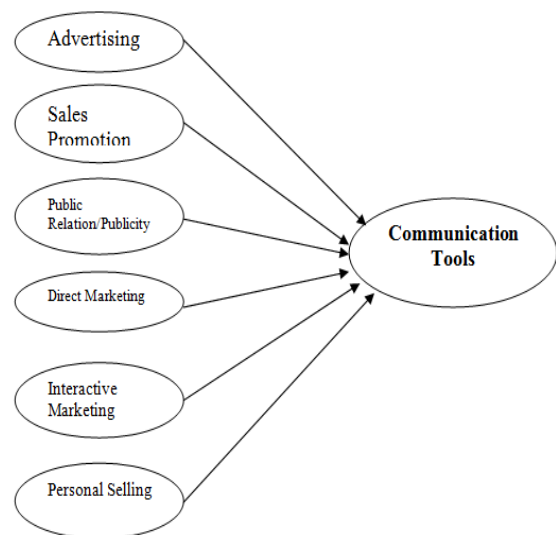 Advertising
Sales
Promotion
Public
Relation/Publicity
Direct Marketing
Interactive
Marketing
Personal Selling
Communication
Tools